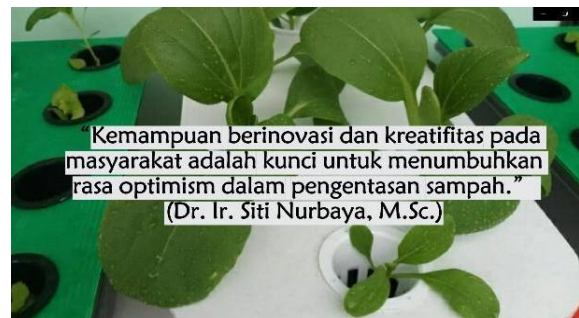 “Kemampuan berinovasi dan kreatifitas pada
masyarakat adalah kunci untuk menumbuhkan
rasa optimism dalam pengentasan sampah.”
(Dr. Ir. Siti Nurbaya, M.Sc.)